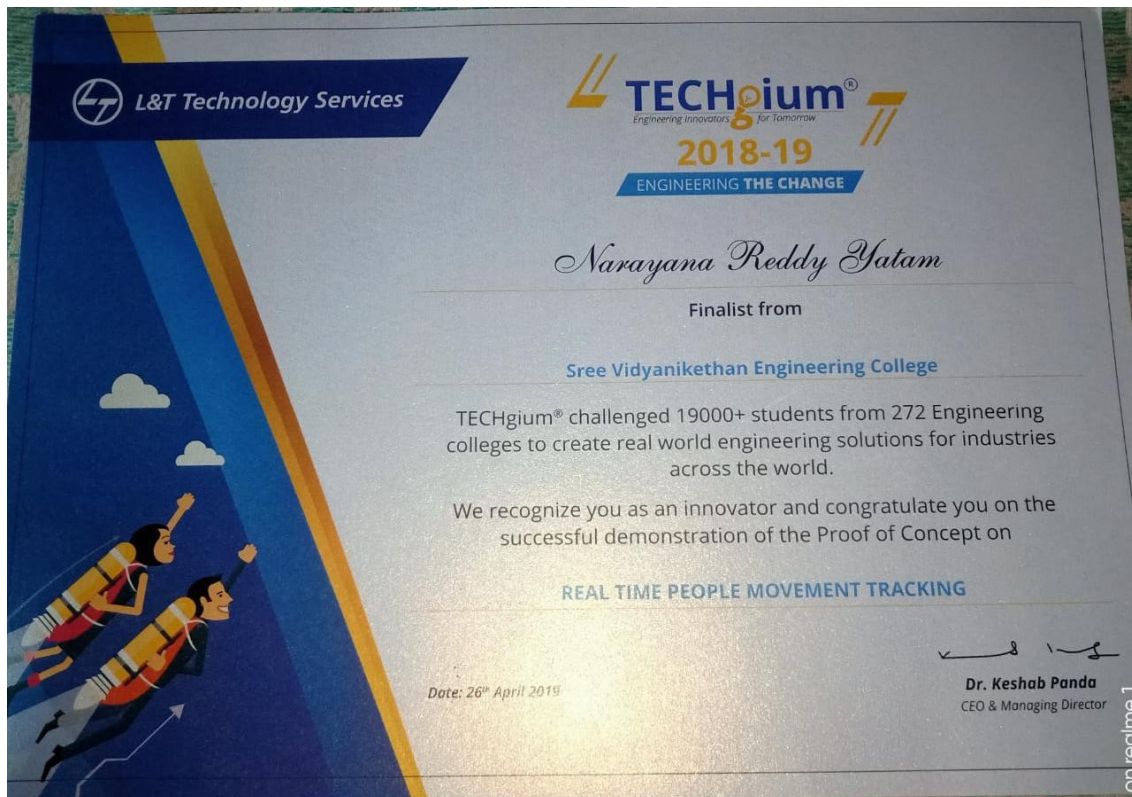 L&T Technology Services
TECHgium®
Engineering Innovators for Tomorrow
2018-19
ENGINEERING THE CHANGE
Narayana Reddy Yatam
Finalist from
Sree Vidyanikethan Engineering College
TECHgium® challenged 19000+ students from 272 Engineering
colleges to create real world engineering solutions for industries
across the world.
We recognize you as an innovator and congratulate you on the
successful demonstration of the Proof of Concept on
REAL TIME PEOPLE MOVEMENT TRACKING
Date: 26th April 2019
Dr. Keshab Panda
CEO & Managing Director
on realme 1